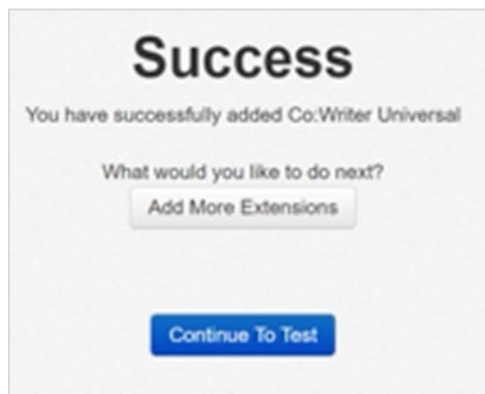 Success
You have successfully added Co:Writer Universal
What would you like to do next?
Add More Extensions
Continue To Test